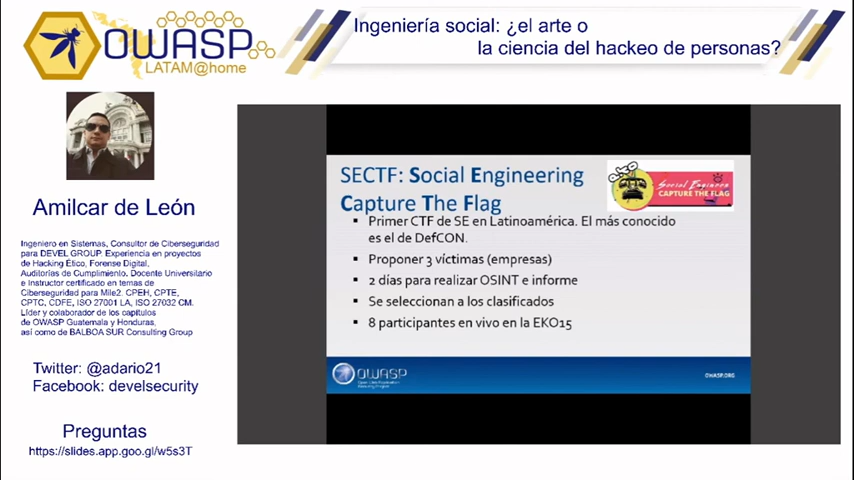 OWASP
LATAM@home
Ingeniería social: ¿el arte o
la ciencia del hackeo de personas?
Amilcar de León
Ingeniero en Sistemas, Consultor de Ciberseguridad
para DEVEL GROUP. Experiencia en proyectos
de Hacking Ético, Forense Digital,
Auditorías de Cumplimiento. Docente Universitario
e Instructor certificado en temas de
Ciberseguridad para Mile2. CPEH, CPTE,
CPTC, CDFE, ISO 27001 LA, ISO 27032 CM.
Líder y colaborador de los capitulos
de OWASP Guatemala y Honduras,
así como de BALBOA SUR Consulting Group
Twitter: @adario21
Facebook: develsecurity
Preguntas
https://slides.app.goo.gl/w5s3T
SECTF: Social Engineering
Capture The Flag
eko
Social Engineer
CAPTURE THE FLAG
▪ Primer CTF de SE en Latinoamérica. El más conocido
es el de DefCON.
▪ Proponer 3 víctimas (empresas)
▪ 2 días para realizar OSINT e informe
▪ Se seleccionan a los clasificados
▪ 8 participantes en vivo en la EKO15
OWASP
OWASP.ORG